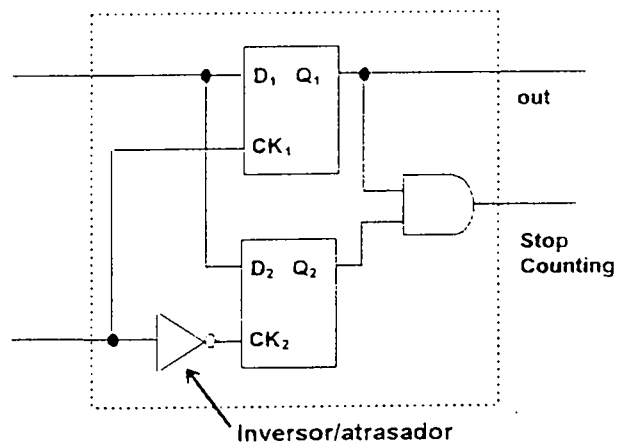 D₁ Q₁
out
CK₁
Stop
Counting
D₂ Q₂
CK₂
Inversor/atrasador